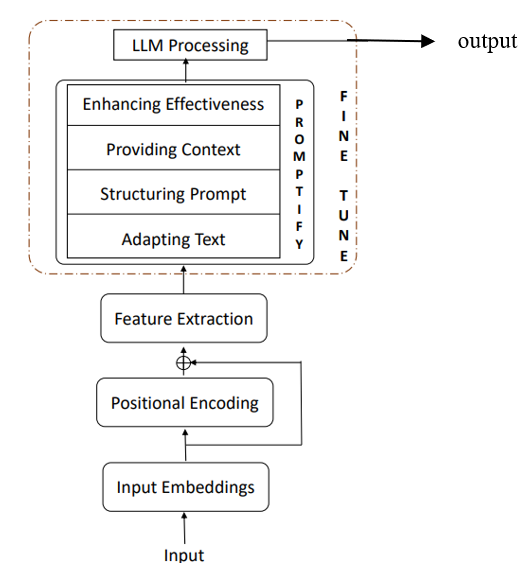 LLM Processing
output
Enhancing Effectiveness
Providing Context
Structuring Prompt
Adapting Text
PROMPTIFY
FINE TUNE
Feature Extraction
Positional Encoding
Input Embeddings
Input